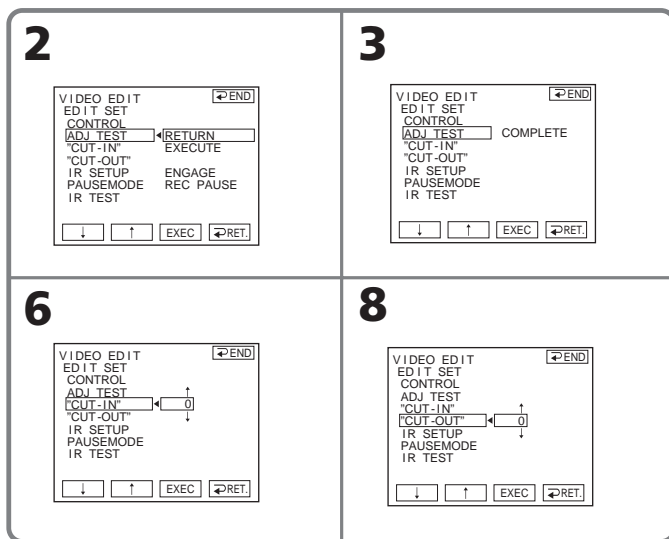 2
VIDEO EDIT ⮌END
EDIT SET
CONTROL
ADJ TEST ◂ RETURN
"CUT-IN" EXECUTE
"CUT-OUT"
IR SETUP ENGAGE
PAUSEMODE REC PAUSE
IR TEST
↓ ↑ EXEC ⮌RET.
3
VIDEO EDIT ⮌END
EDIT SET
CONTROL
ADJ TEST COMPLETE
"CUT-IN"
"CUT-OUT"
IR SETUP
PAUSEMODE
IR TEST
↓ ↑ EXEC ⮌RET.
6
VIDEO EDIT ⮌END
EDIT SET
CONTROL
ADJ TEST ↑
"CUT-IN" ◂ 0
"CUT-OUT" ↓
IR SETUP
PAUSEMODE
IR TEST
↓ ↑ EXEC ⮌RET.
8
VIDEO EDIT ⮌END
EDIT SET
CONTROL
ADJ TEST
"CUT-IN" ↑
"CUT-OUT" ◂ 0
IR SETUP ↓
PAUSEMODE
IR TEST
↓ ↑ EXEC ⮌RET.